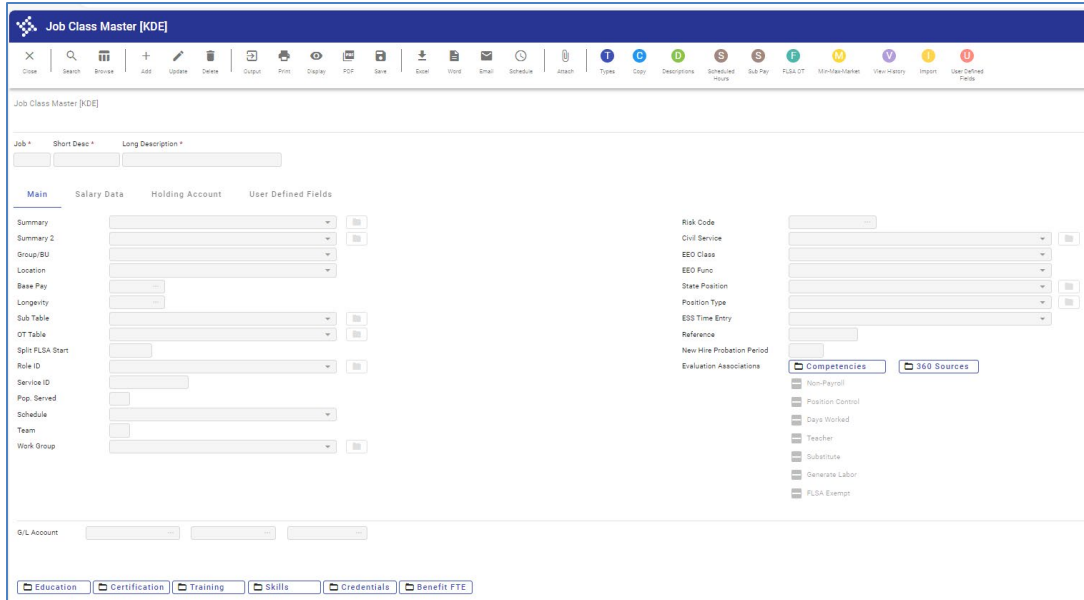 Job Class Master [KDE]
Close Search Browse Add Update Delete Output Print Display PDF Save Excel Word Email Schedule Attach T Types C Copy D Descriptions S Scheduled Hours S Sub Pay F FLSA OT M Min-Max-Market V View History I Import U User Defined Fields
Job Class Master [KDE]
Job * Short Desc * Long Description *
Main Salary Data Holding Account User Defined Fields
Summary
Summary 2
Group/BU
Location
Base Pay
Longevity
Sub Table
OT Table
Split FLSA Start
Role ID
Service ID
Pop. Served
Schedule
Team
Work Group
Risk Code
Civil Service
EEO Class
EEO Func
State Position
Position Type
ESS Time Entry
Reference
New Hire Probation Period
Evaluation Associations Competencies 360 Sources
Non-Payroll
Position Control
Days Worked
Teacher
Substitute
Generate Labor
FLSA Exempt
G/L Account
Education Certification Training Skills Credentials Benefit FTE